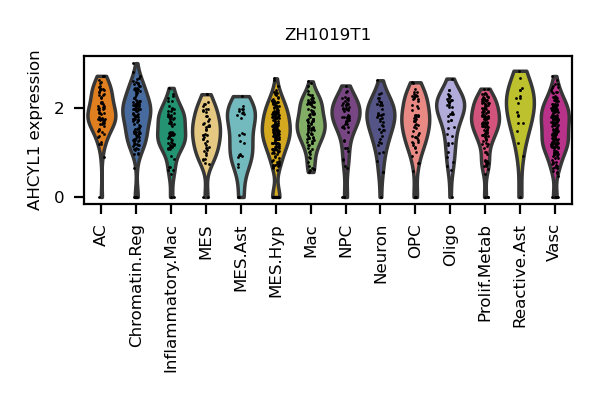 ZH1019T1
AHCYL1 expression
2
0
AC
Chromatin.Reg
Inflammatory.Mac
MES
MES.Ast
MES.Hyp
Mac
NPC
Neuron
OPC
Oligo
Prolif.Metab
Reactive.Ast
Vasc